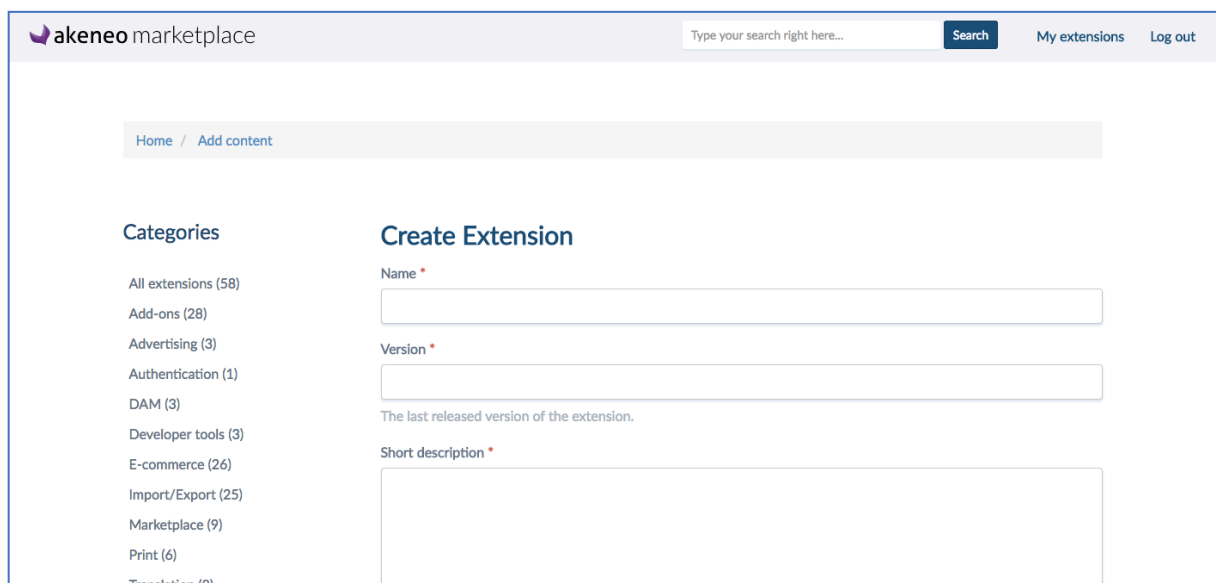 akeneo marketplace
Type your search right here...
Search
My extensions
Log out
Home / Add content
Categories
All extensions (58)
Add-ons (28)
Advertising (3)
Authentication (1)
DAM (3)
Developer tools (3)
E-commerce (26)
Import/Export (25)
Marketplace (9)
Print (6)
Create Extension
Name *
Version *
The last released version of the extension.
Short description *